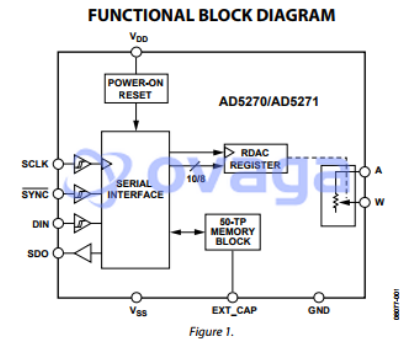 FUNCTIONAL BLOCK DIAGRAM
VDD
POWER-ON
RESET
AD5270/AD5271
SCLK
SYNC
DIN
SDO
SERIAL
INTERFACE
10/8
RDAC
REGISTER
A
W
50-TP
MEMORY
BLOCK
VSS
EXT_CAP
GND
08077-001
Figure 1.
ovaga